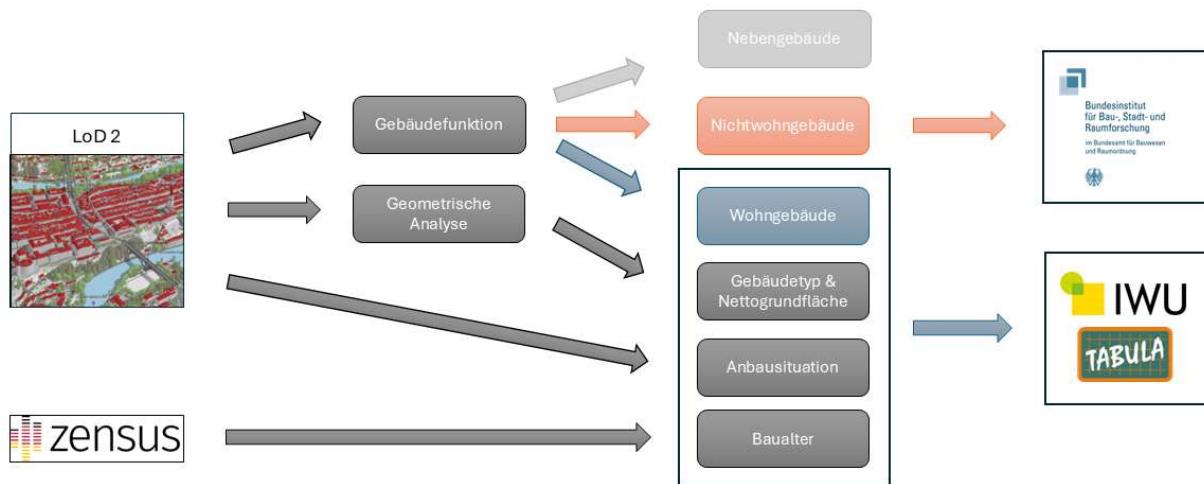 LoD 2
zensus
Gebäudefunktion
Geometrische
Analyse
Nebengebäude
Nichtwohngebäude
Wohngebäude
Gebäudetyp &
Nettogrundfläche
Anbausituation
Baualter
Bundesinstitut
für Bau-, Stadt- und
Raumforschung
im Bundesamt für Bauwesen
und Raumordnung
IWU
TABULA